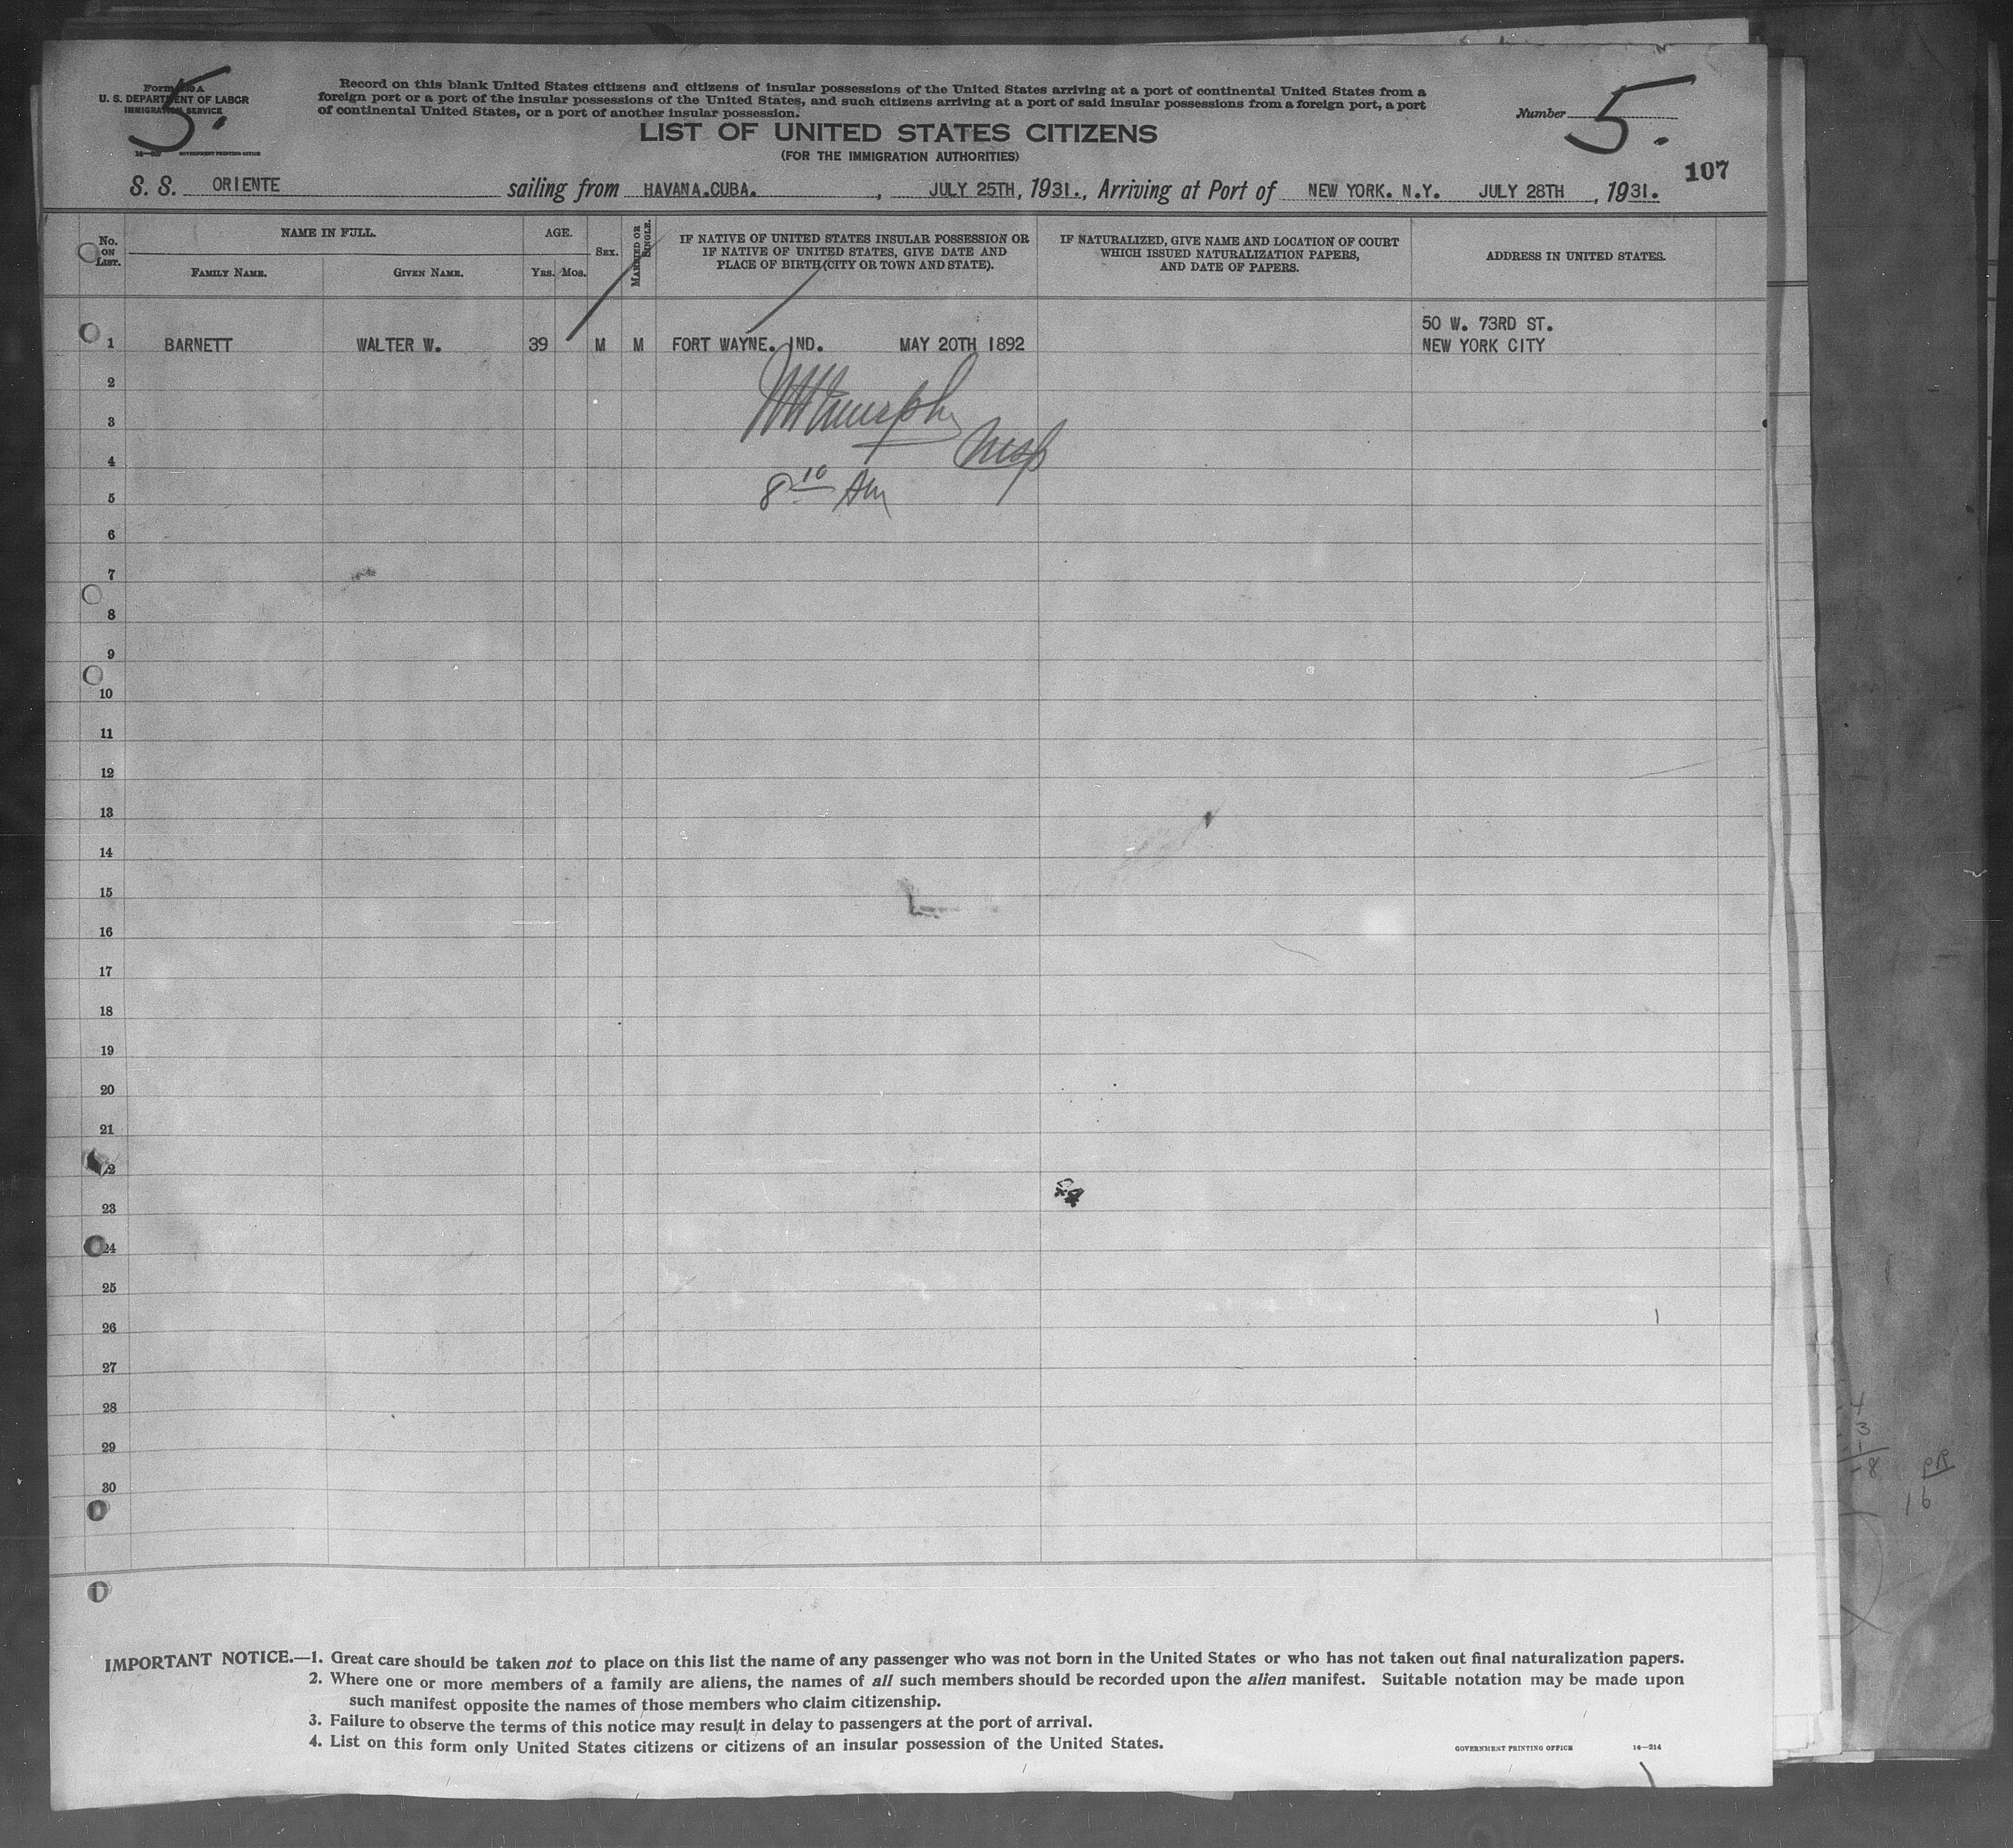 U. S. DEPARTMENT OF LABOR
IMMIGRATION SERVICE
5.
Record on this blank United States citizens and citizens of insular possessions of the United States arriving at a port of continental United States from a
foreign port or a port of the insular possessions of the United States, and such citizens arriving at a port of said insular possessions from a foreign port, a port
of continental United States, or a port of another insular possession.
LIST OF UNITED STATES CITIZENS
(FOR THE IMMIGRATION AUTHORITIES)
Number 5.
107
S. S. ORIENTE sailing from HAVANA.CUBA. , JULY 25TH, 1931., Arriving at Port of NEW YORK. N.Y. JULY 28TH , 1931.
No. ON LIST.
NAME IN FULL.
FAMILY NAME.
GIVEN NAME.
AGE.
YRS. MOS.
SEX.
MARRIED OR SINGLE.
IF NATIVE OF UNITED STATES INSULAR POSSESSION OR
IF NATIVE OF UNITED STATES, GIVE DATE AND
PLACE OF BIRTH (CITY OR TOWN AND STATE).
IF NATURALIZED, GIVE NAME AND LOCATION OF COURT
WHICH ISSUED NATURALIZATION PAPERS,
AND DATE OF PAPERS.
ADDRESS IN UNITED STATES.
50 W. 73RD ST.
1 BARNETT WALTER W. 39 M M FORT WAYNE. IND. MAY 20TH 1892 NEW YORK CITY
2
3
4
8 10 Am
5
6
7
8
9
10
11
12
13
14
15
16
17
18
19
20
21
23
24
25
26
27
28
29
30
4
3
1
8
PR
16
IMPORTANT NOTICE.—1. Great care should be taken not to place on this list the name of any passenger who was not born in the United States or who has not taken out final naturalization papers.
2. Where one or more members of a family are aliens, the names of all such members should be recorded upon the alien manifest. Suitable notation may be made upon
such manifest opposite the names of those members who claim citizenship.
3. Failure to observe the terms of this notice may result in delay to passengers at the port of arrival.
4. List on this form only United States citizens or citizens of an insular possession of the United States.
GOVERNMENT PRINTING OFFICE 14—214